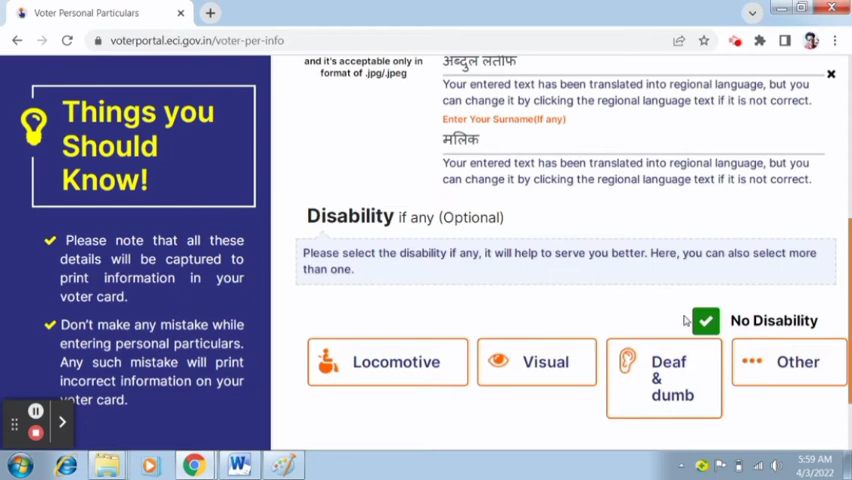 Voter Personal Particulars
voterportal.eci.gov.in/voter-per-info
Things you
Should
Know!
Please note that all these
details will be captured to
print information in your
voter card.
Don't make any mistake while
entering personal particulars.
Any such mistake will print
incorrect information on your
voter card.
and it's acceptable only in
format of .jpg/.jpeg
अब्दुल लतीफ
Your entered text has been translated into regional language, but you
can change it by clicking the regional language text if it is not correct.
Enter Your Surname(If any)
मलिक
Your entered text has been translated into regional language, but you
can change it by clicking the regional language text if it is not correct.
Disability if any (Optional)
Please select the disability if any, it will help to serve you better. Here, you can also select more
than one.
No Disability
Locomotive
Visual
Deaf
&
dumb
Other
5:59 AM
4/3/2022